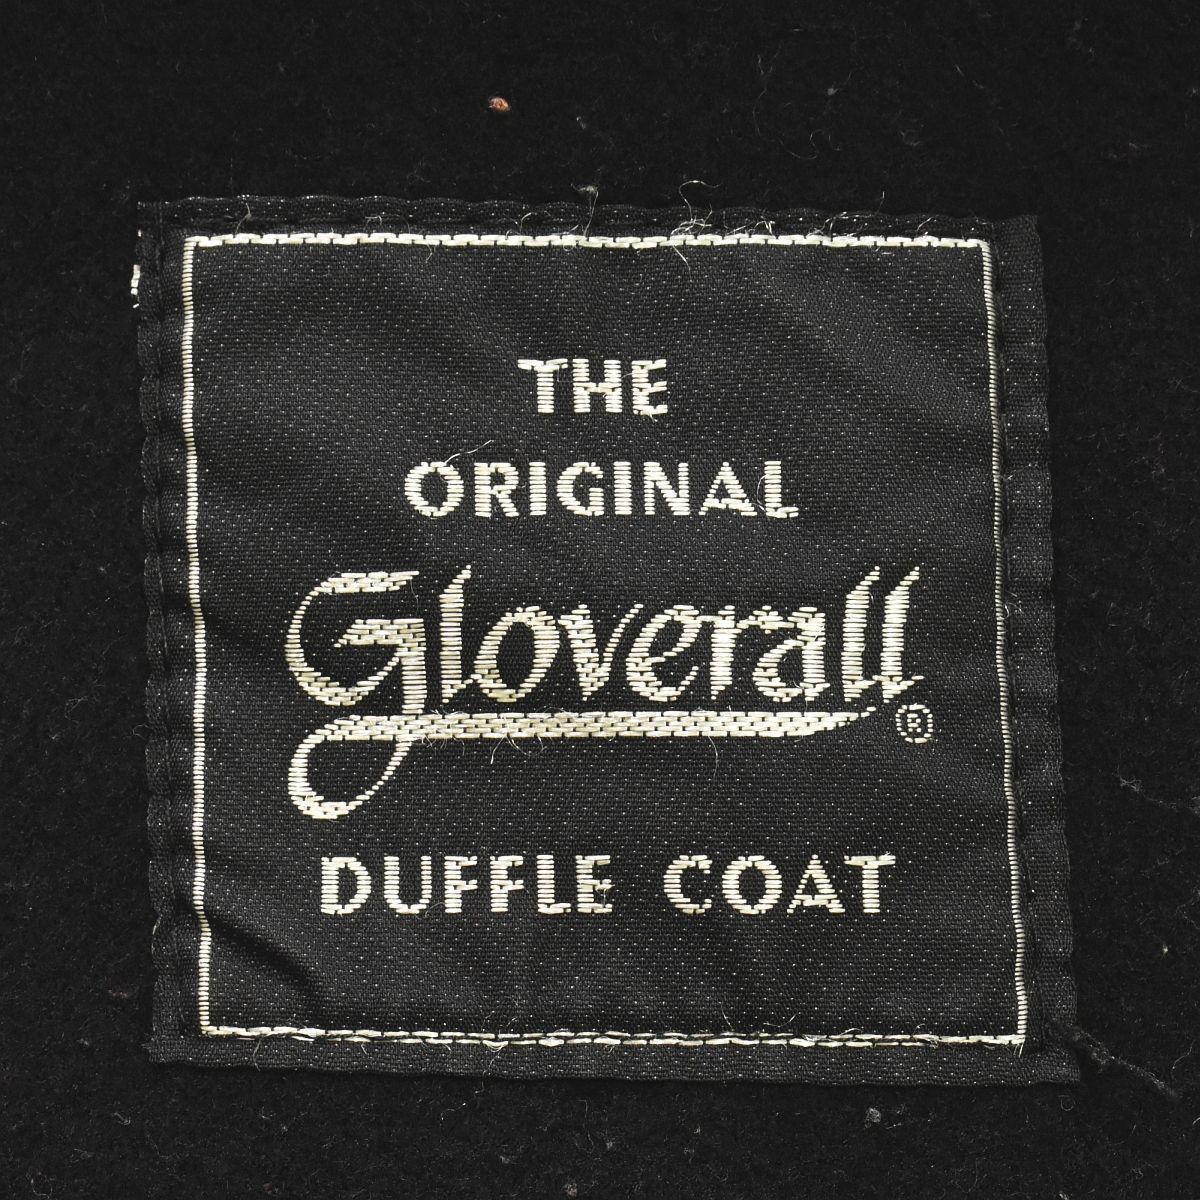 THE
ORIGINAL
Gloverall®
DUFFLE COAT